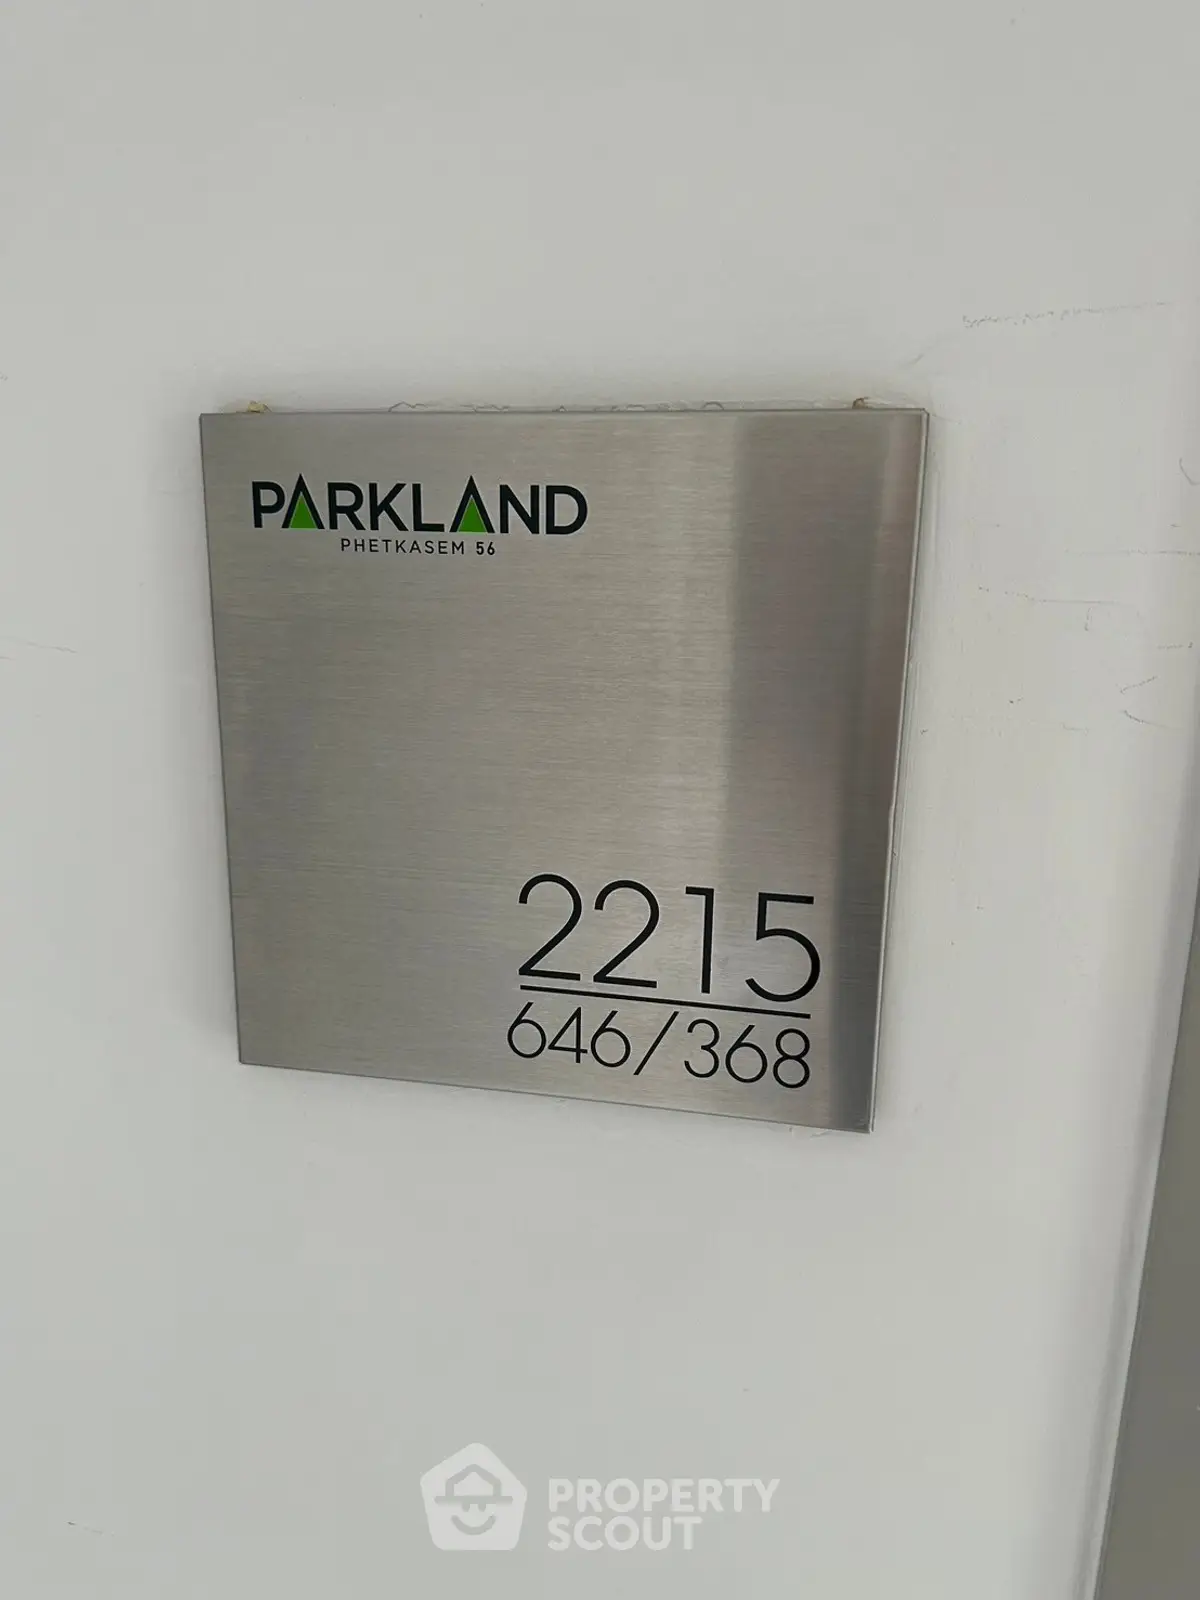 PARKLAND
PHETKASEM 56
2215
646/368
PROPERTY
SCOUT